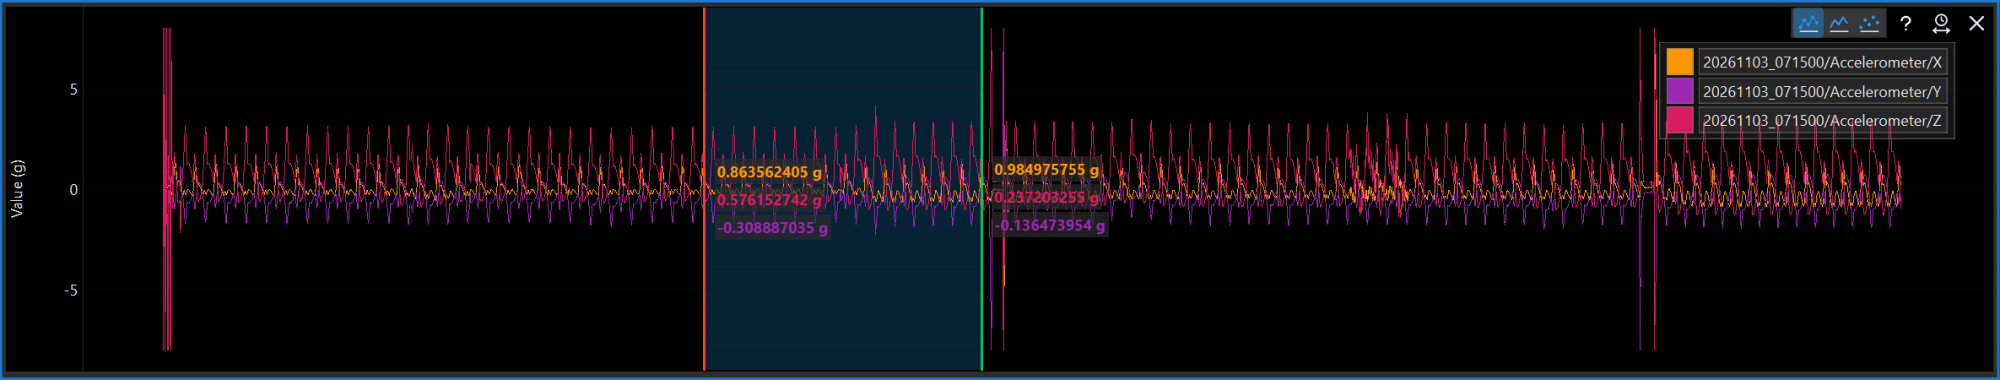 ?
20261103_071500/Accelerometer/X
20261103_071500/Accelerometer/Y
20261103_071500/Accelerometer/Z
Value (g)
5
0
-5
0.863562405 g
0.576152742 g
-0.308887035 g
0.984975755 g
0.237203255 g
-0.136473954 g